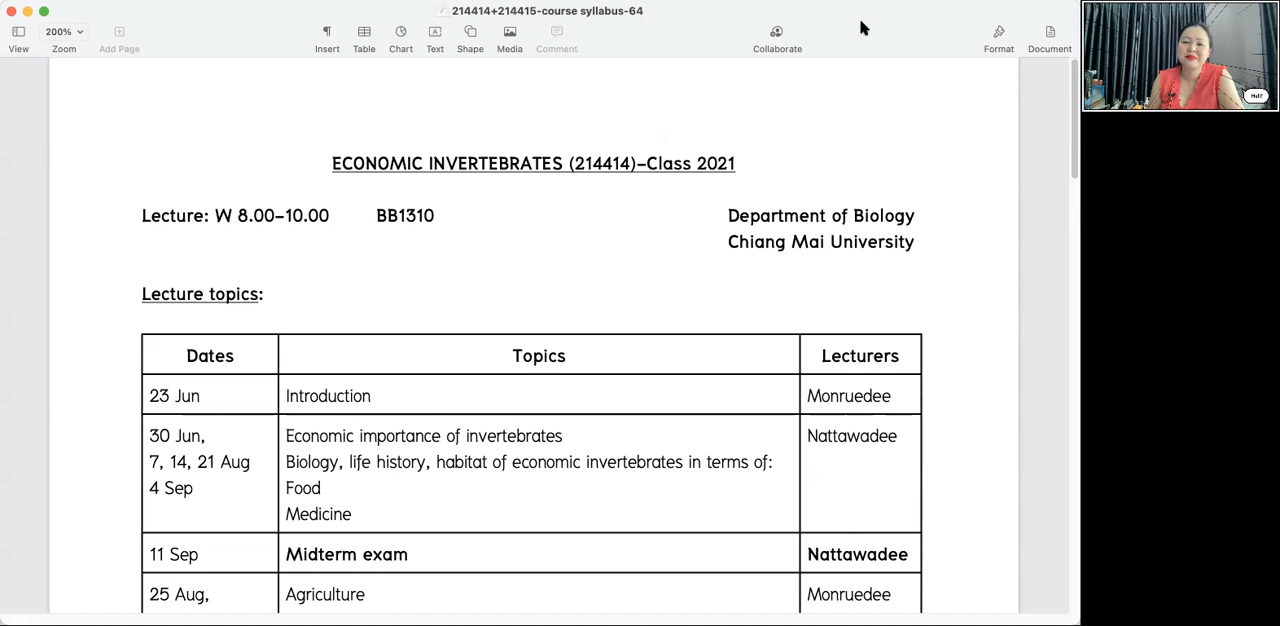 214414+214415-course syllabus-64
200%
View Zoom Add Page Insert Table Chart Text Shape Media Comment Collaborate Format Document
ECONOMIC INVERTEBRATES (214414)–Class 2021
Lecture: W 8.00–10.00 BB1310 Department of Biology
Chiang Mai University
Lecture topics:
Dates Topics Lecturers
23 Jun Introduction Monruedee
30 Jun, Economic importance of invertebrates Nattawadee
7, 14, 21 Aug Biology, life history, habitat of economic invertebrates in terms of:
4 Sep Food
Medicine
11 Sep Midterm exam Nattawadee
25 Aug, Agriculture Monruedee